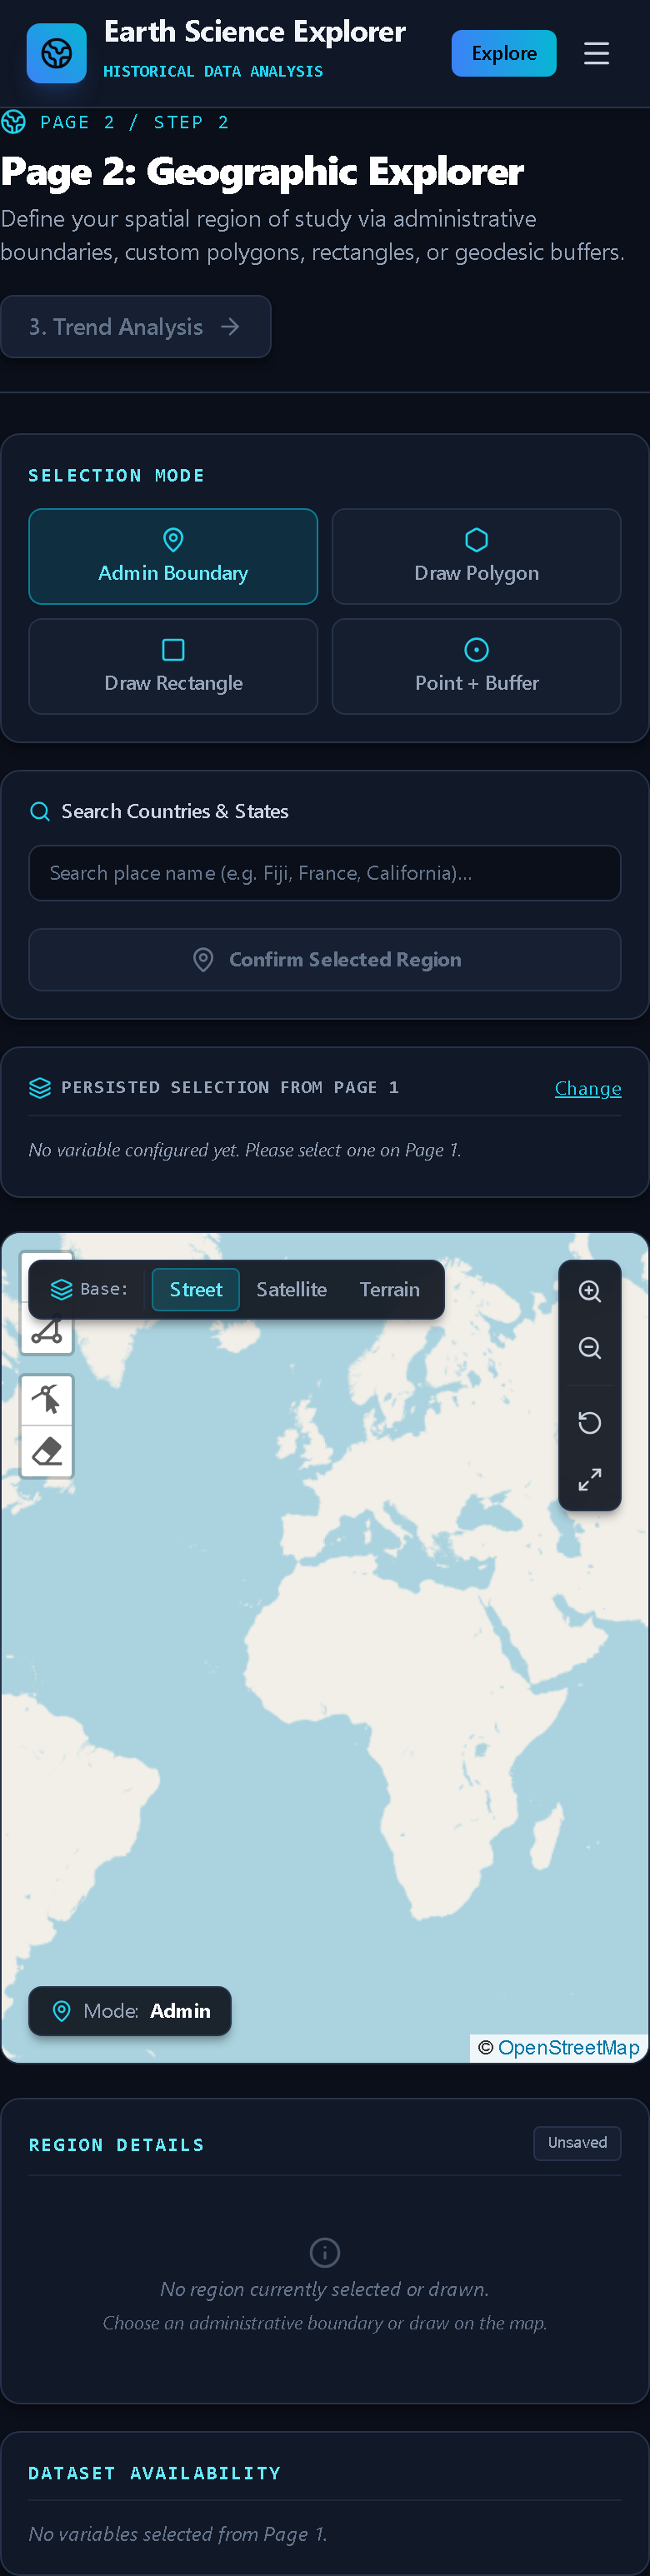 Earth Science Explorer
HISTORICAL DATA ANALYSIS
Explore
PAGE 2 / STEP 2
Page 2: Geographic Explorer
Define your spatial region of study via administrative
boundaries, custom polygons, rectangles, or geodesic buffers.
3. Trend Analysis
SELECTION MODE
Admin Boundary
Draw Polygon
Draw Rectangle
Point + Buffer
Search Countries & States
Search place name (e.g. Fiji, France, California)...
Confirm Selected Region
PERSISTED SELECTION FROM PAGE 1
Change
No variable configured yet. Please select one on Page 1.
Base:
Street
Satellite
Terrain
Mode: Admin
© OpenStreetMap
REGION DETAILS
Unsaved
No region currently selected or drawn.
Choose an administrative boundary or draw on the map.
DATASET AVAILABILITY
No variables selected from Page 1.